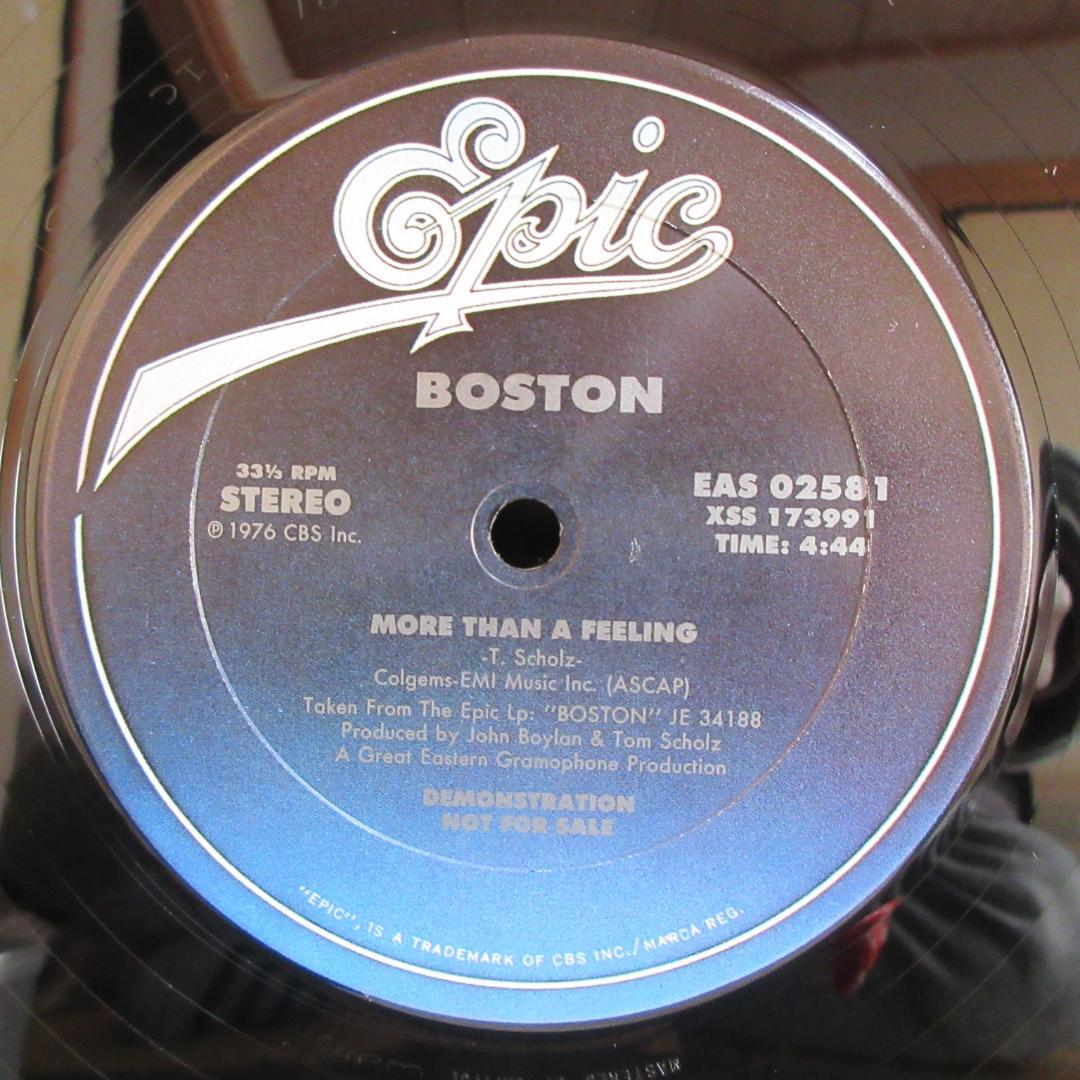 Epic
BOSTON
33⅓ RPM
STEREO
℗ 1976 CBS Inc.
EAS 02581
XSS 173991
TIME: 4:44
MORE THAN A FEELING
-T. Scholz-
Colgems-EMI Music Inc. (ASCAP)
Taken From The Epic Lp: "BOSTON" JE 34188
Produced by John Boylan & Tom Scholz
A Great Eastern Gramophone Production
DEMONSTRATION
NOT FOR SALE
"EPIC", IS A TRADEMARK OF CBS INC./MARCA REG.
MASTERED